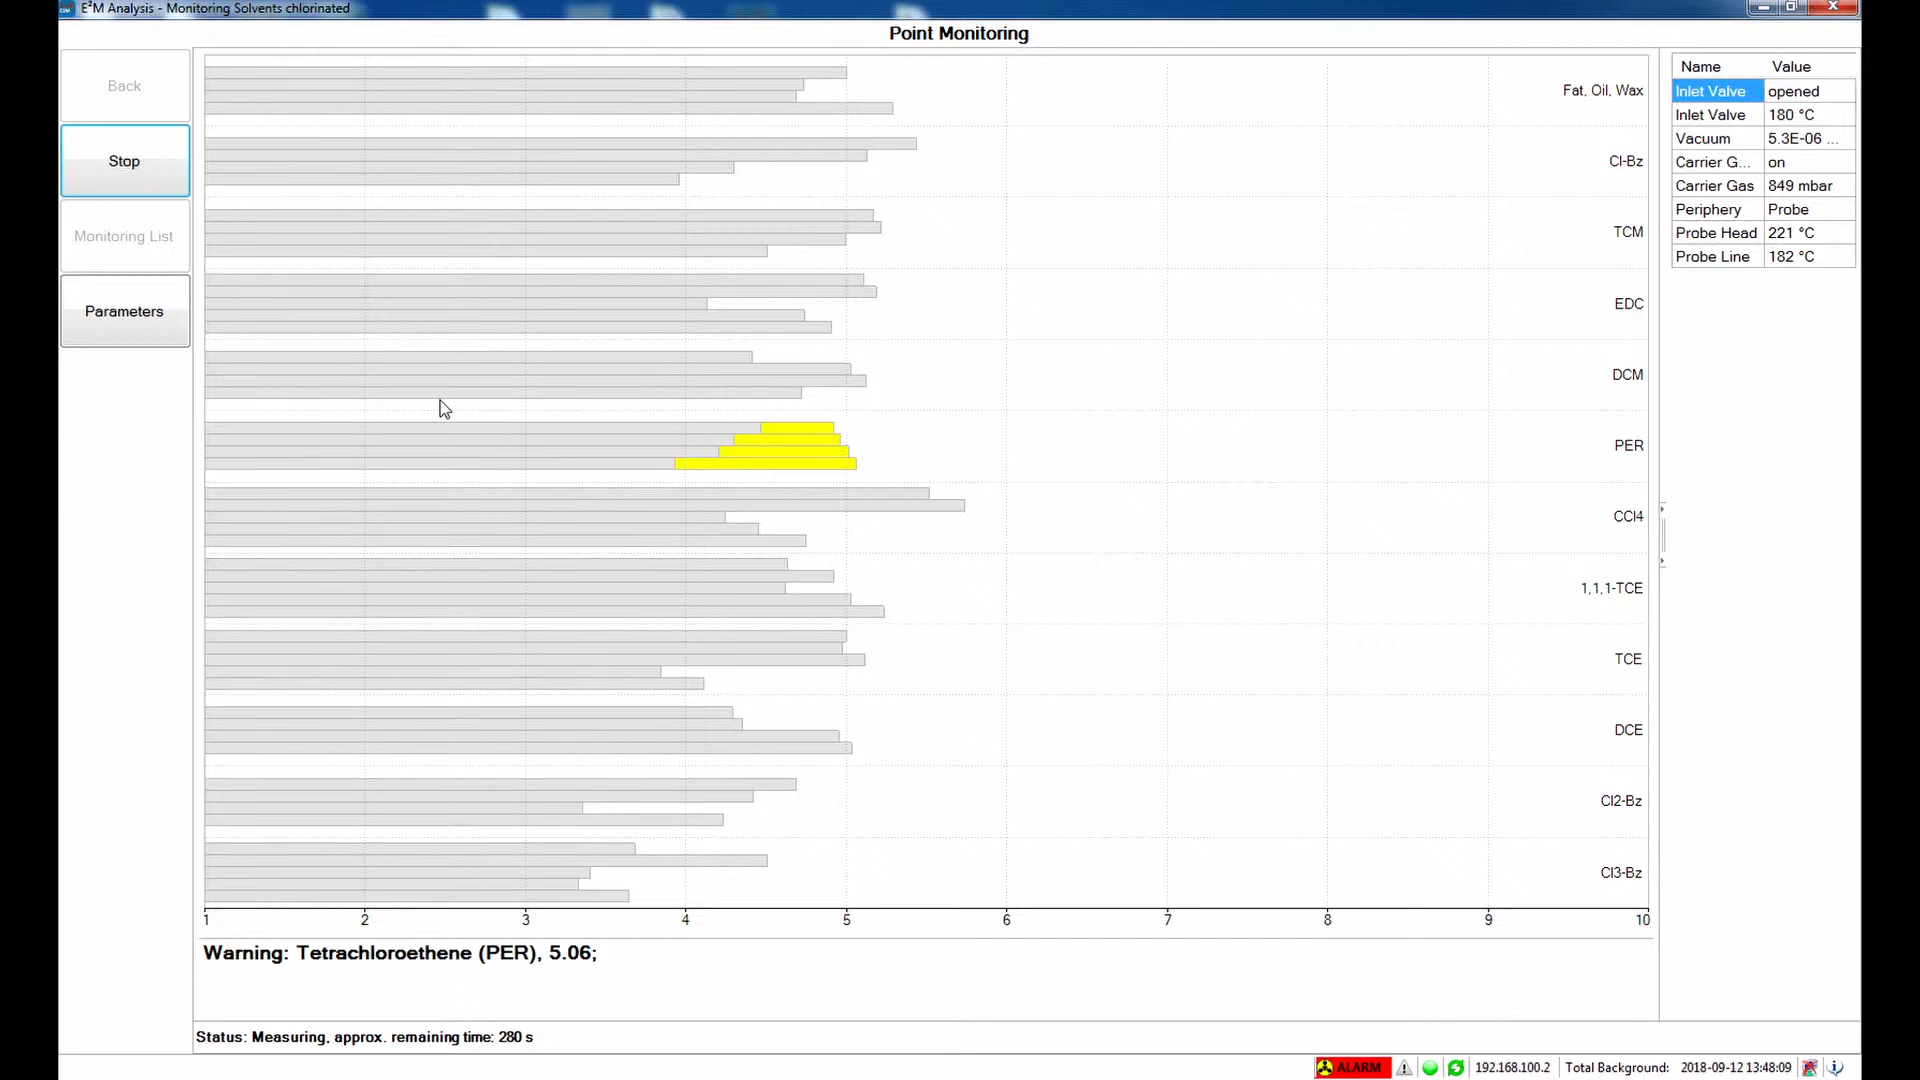 E²M Analysis - Monitoring Solvents chlorinated
Point Monitoring
Back
Stop
Monitoring List
Parameters
Fat, Oil, Wax
Cl-Bz
TCM
EDC
DCM
PER
CCl4
1,1,1-TCE
TCE
DCE
Cl2-Bz
Cl3-Bz
1 2 3 4 5 6 7 8 9 10
Name Value
Inlet Valve opened
Inlet Valve 180 °C
Vacuum 5.3E-06 ...
Carrier G... on
Carrier Gas 849 mbar
Periphery Probe
Probe Head 221 °C
Probe Line 182 °C
Warning: Tetrachloroethene (PER), 5.06;
Status: Measuring, approx. remaining time: 280 s
ALARM 192.168.100.2 Total Background: 2018-09-12 13:48:09